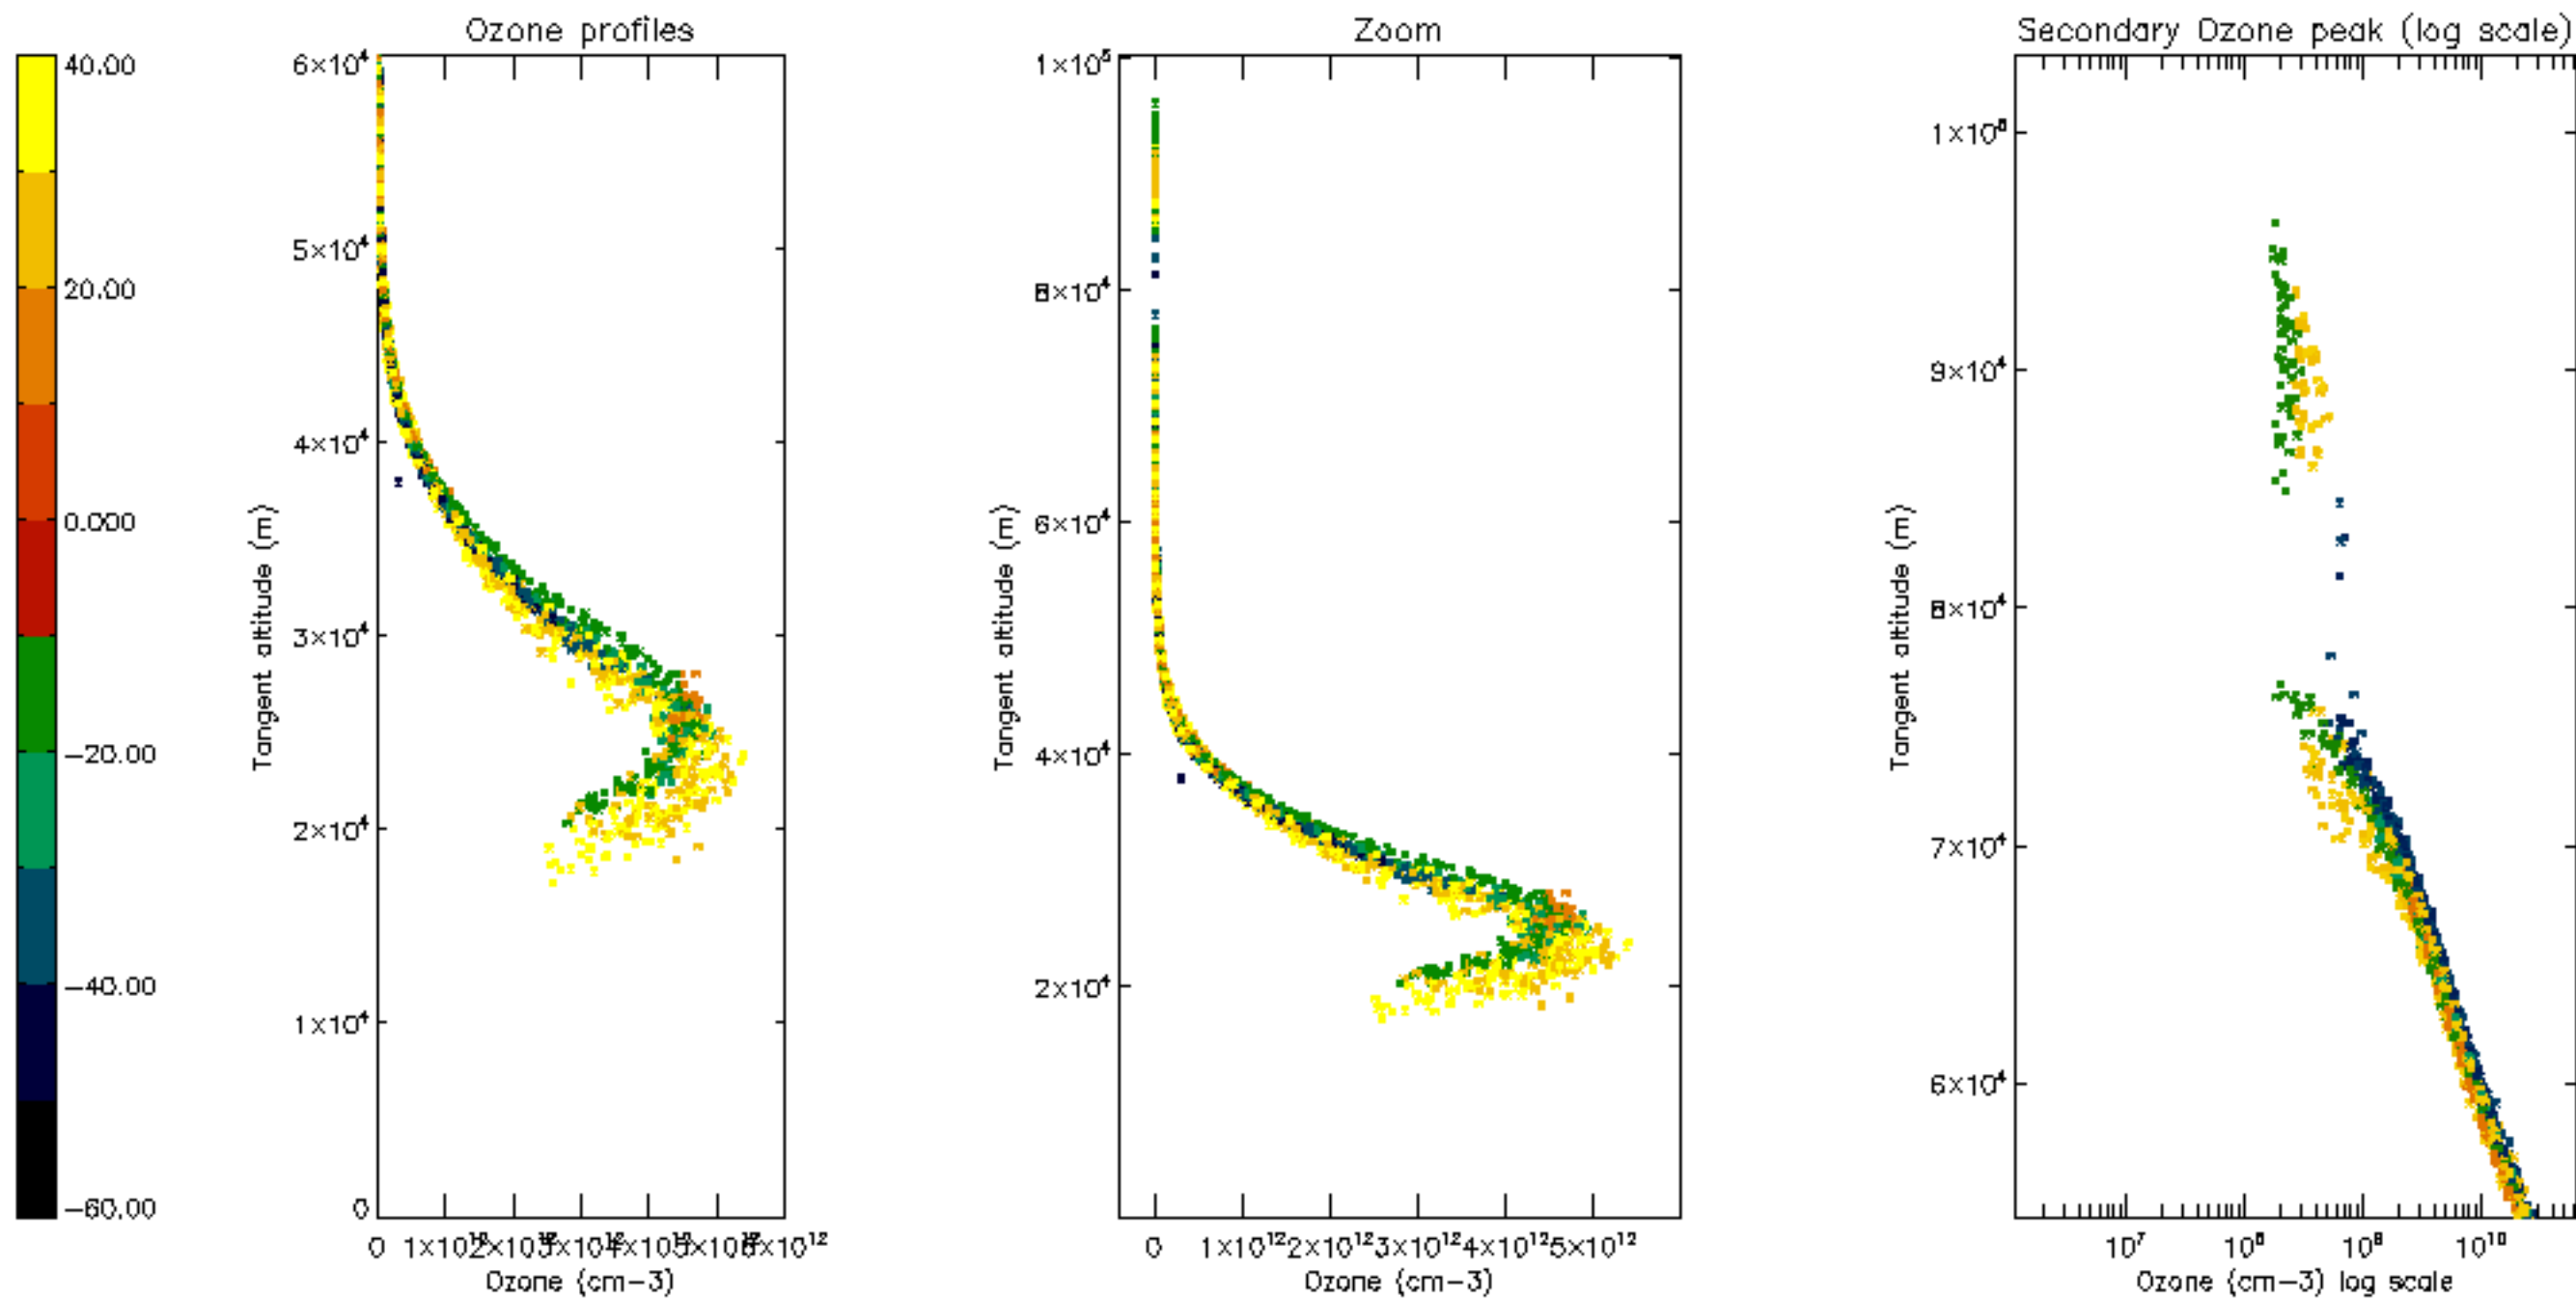 Ozone profiles
Zoom
Secondary Ozone peak (log scale)
40.00
20.00
0.000
−20.00
−40.00
−60.00
6×10⁴
5×10⁴
4×10⁴
3×10⁴
2×10⁴
1×10⁴
0
Tangent altitude (m)
0
6×10¹²
Ozone (cm−3)
1×10⁵
8×10⁴
6×10⁴
4×10⁴
2×10⁴
Tangent altitude (m)
0 1×10¹² 2×10¹² 3×10¹² 4×10¹² 5×10¹²
Ozone (cm−3)
9×10⁴
8×10⁴
7×10⁴
6×10⁴
Tangent altitude (m)
10⁷ 10⁸ 10⁹ 10¹⁰
Ozone (cm−3) log scale